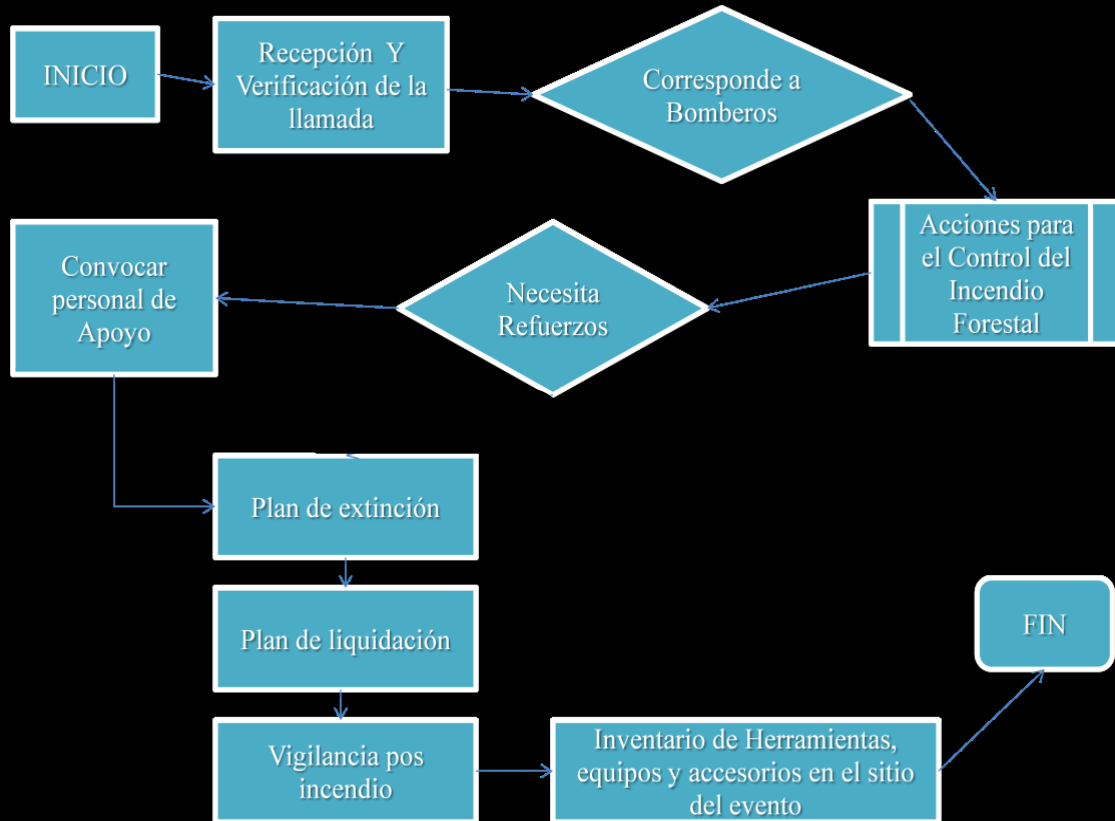 INICIO
Recepción Y
Verificación de la
llamada
Corresponde a
Bomberos
Acciones para
el Control del
Incendio
Forestal
Necesita
Refuerzos
Convocar
personal de
Apoyo
Plan de extinción
Plan de liquidación
Vigilancia pos
incendio
Inventario de Herramientas,
equipos y accesorios en el sitio
del evento
FIN